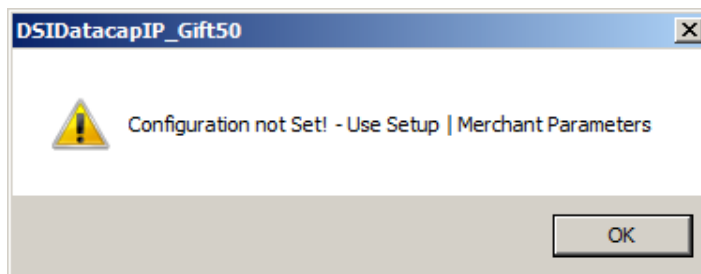 DSIDatacapIP_Gift50
Configuration not Set! - Use Setup | Merchant Parameters
OK